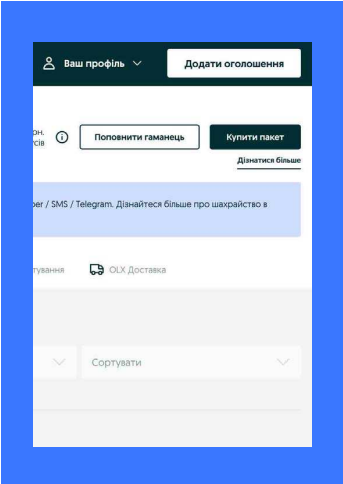 Ваш профіль
Додати оголошення
он.
Поповнити гаманець
Купити пакет
Дізнатися більше
/ SMS / Telegram. Дізнайтеся більше про шахрайство в
OLX Доставка
Сортувати